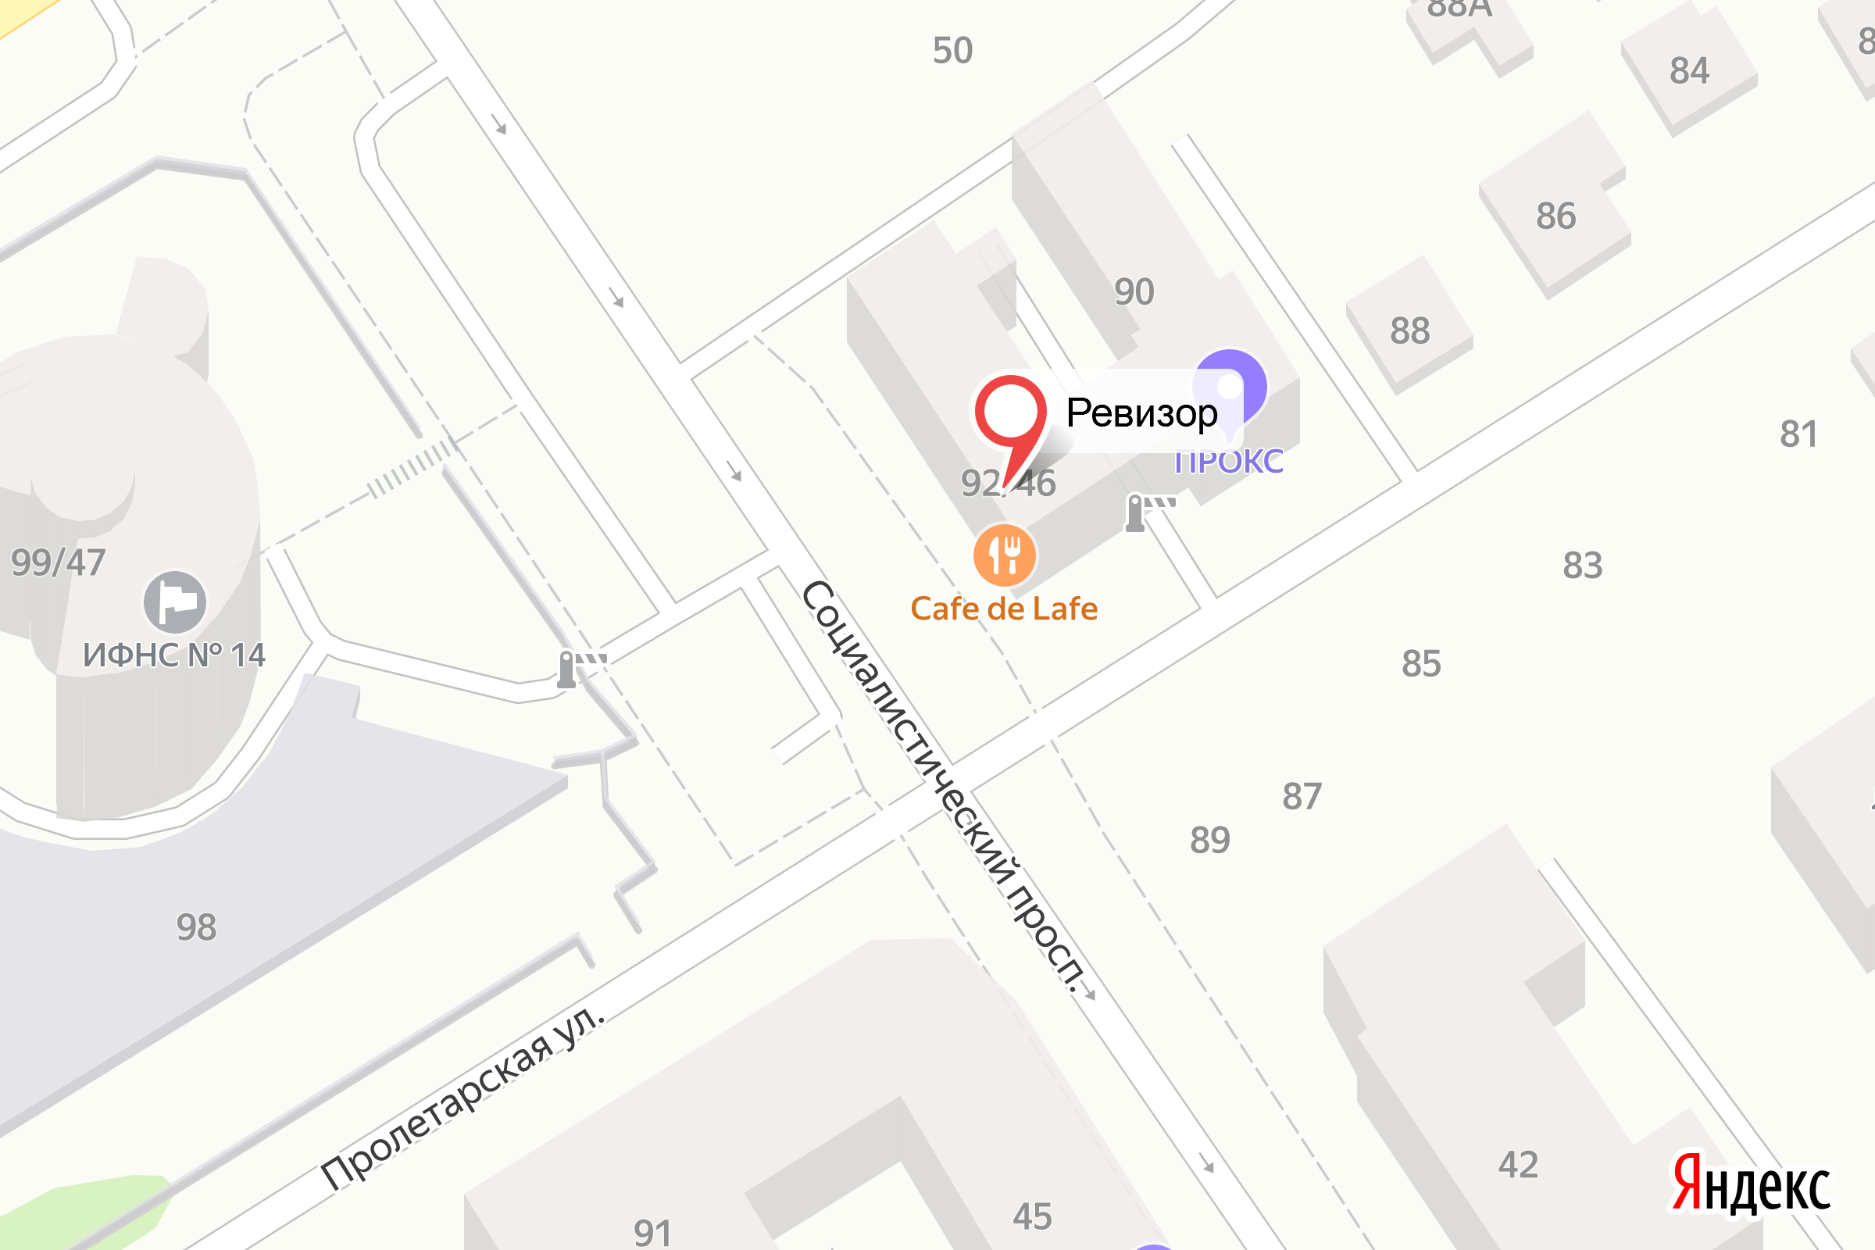 88А
50
84
86
90
88
Ревизор
81
ПРОКС
92/46
99/47
83
Cafe de Lafe
ИФНС № 14
85
Социалистический просп.
87
89
98
Пролетарская ул.
42
Яндекс
45
91